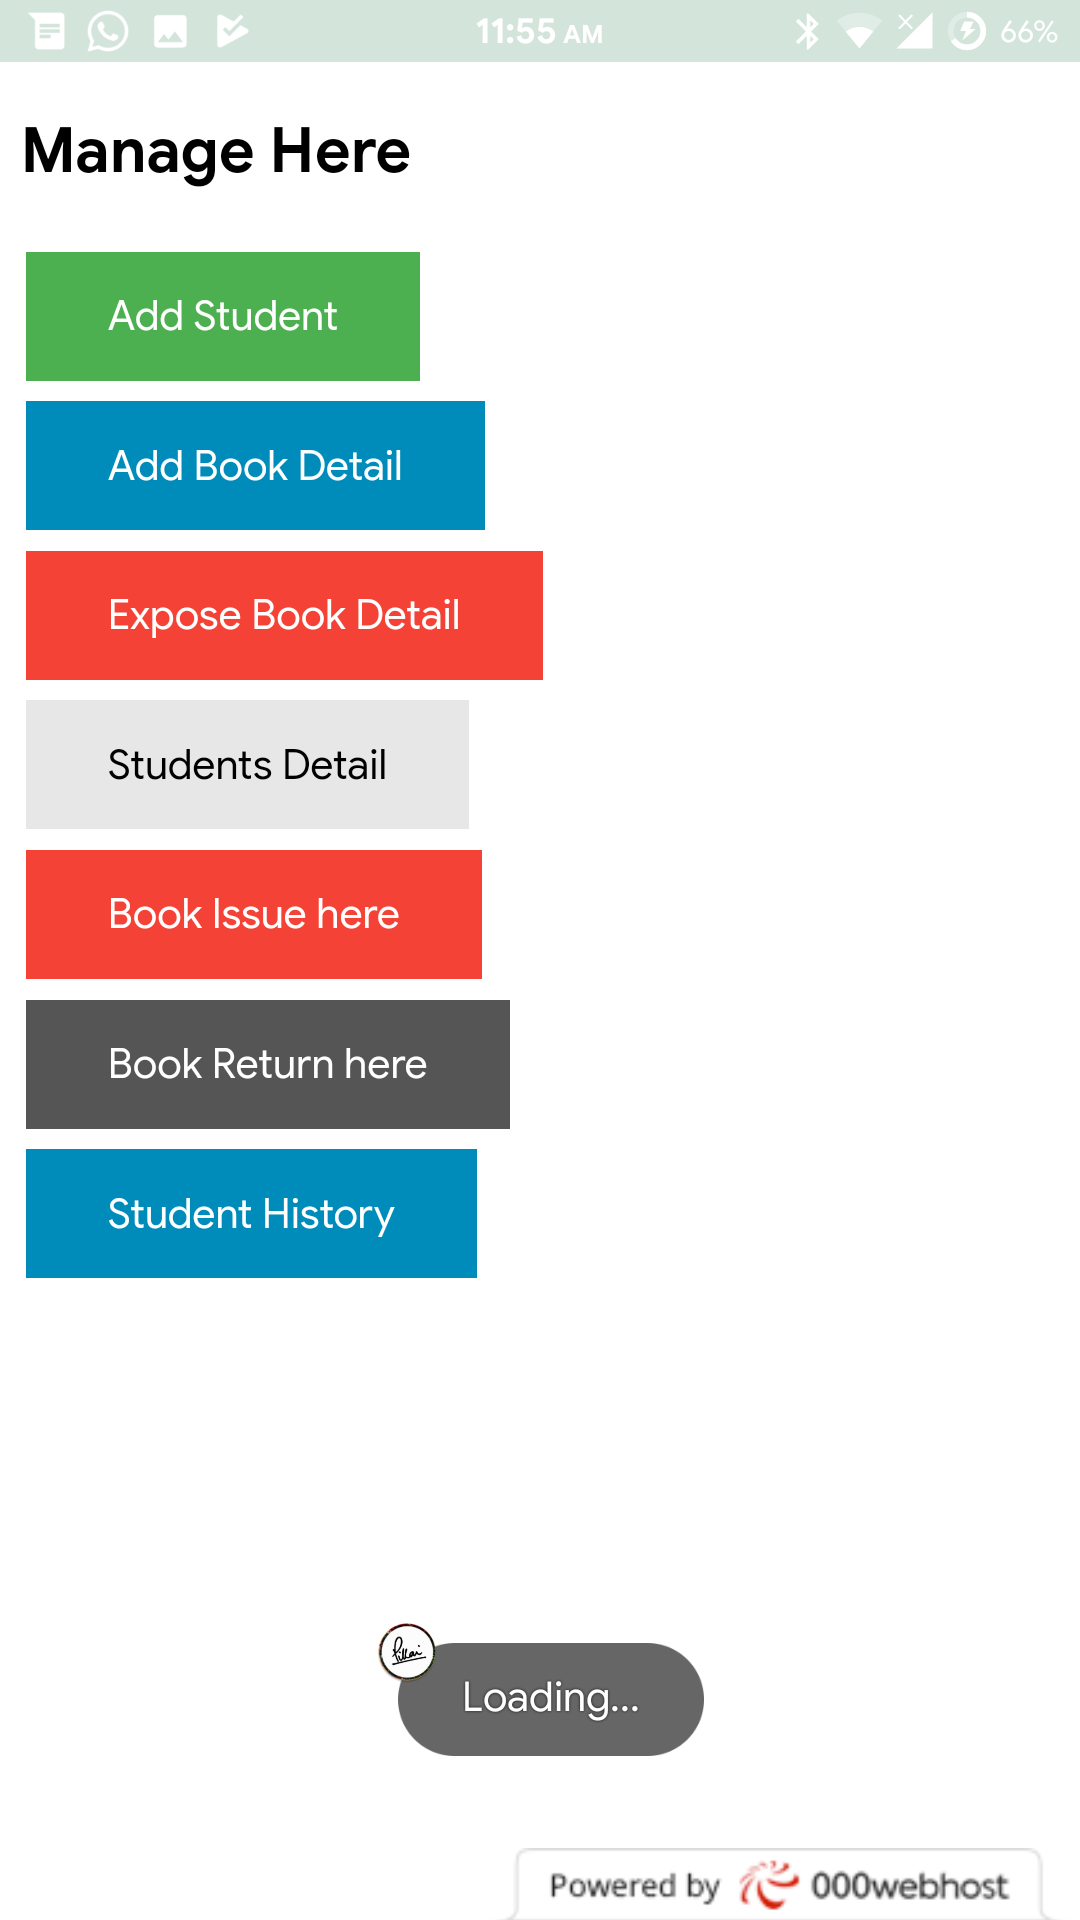 11:55 AM
66%
Manage Here
Add Student
Add Book Detail
Expose Book Detail
Students Detail
Book Issue here
Book Return here
Student History
Pillai
Loading...
Powered by 000webhost